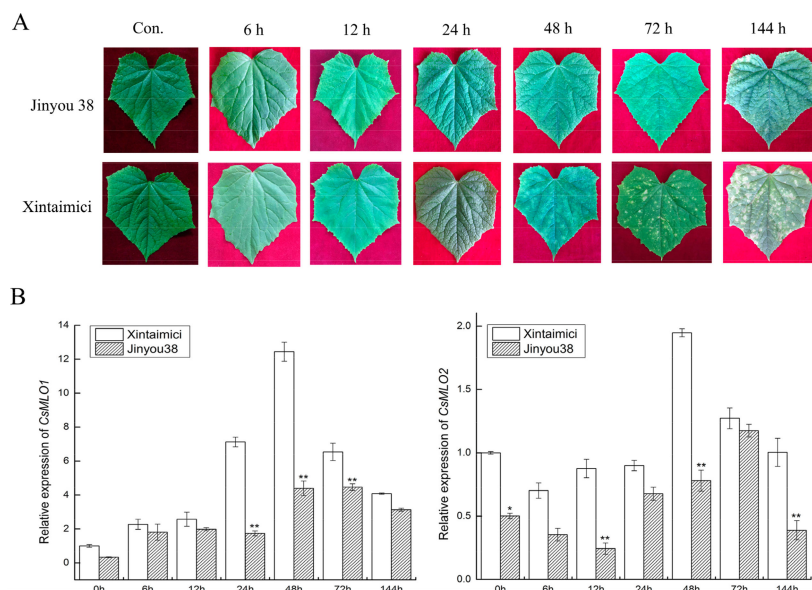 A
Con. 6 h 12 h 24 h 48 h 72 h 144 h
Jinyou 38
Xintaimici
B
Relative expression of CsMLO1
14
12
10
8
6
4
2
0
Xintaimici
Jinyou38
**
**
**
0h 6h 12h 24h 48h 72h 144h
Relative expression of CsMLO2
2.0
1.5
1.0
0.5
0.0
Xintaimici
Jinyou38
*
**
**
**
0h 6h 12h 24h 48h 72h 144h